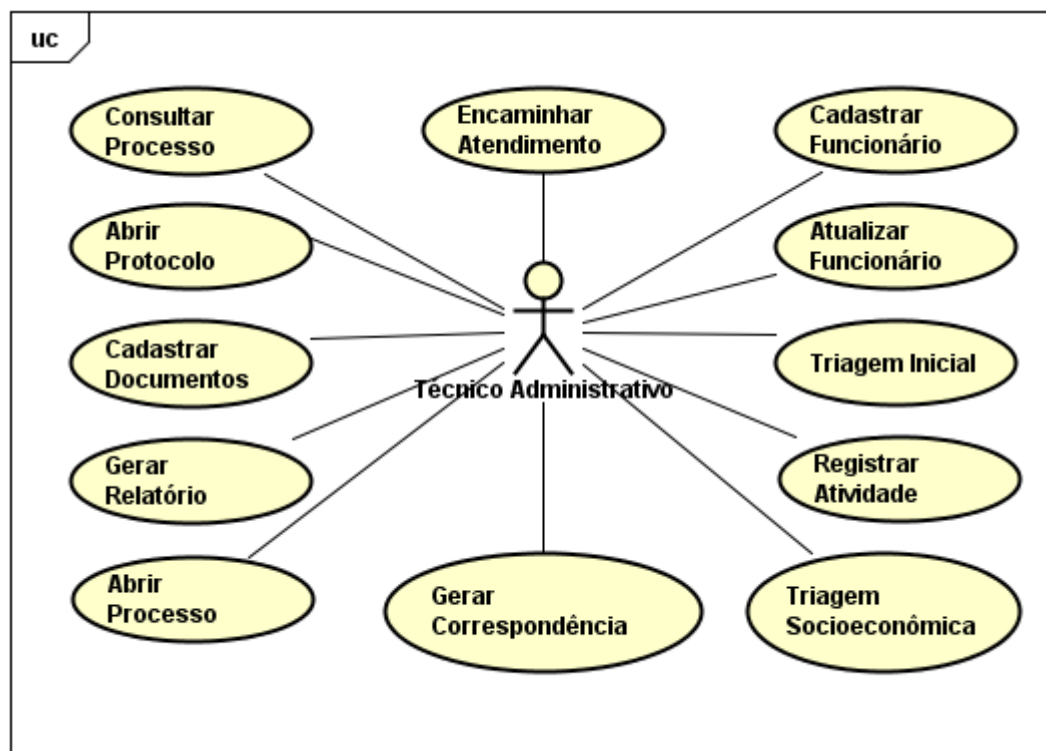 uc
Consultar
Processo
Encaminhar
Atendimento
Cadastrar
Funcionário
Abrir
Protocolo
Atualizar
Funcionário
Cadastrar
Documentos
Técnico Administrativo
Triagem Inicial
Gerar
Relatório
Registrar
Atividade
Abrir
Processo
Gerar
Correspondência
Triagem
Socioeconômica